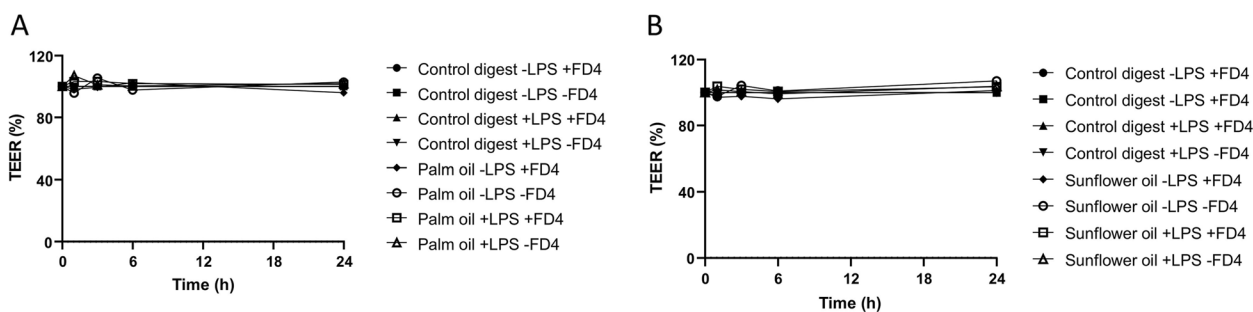 A
TEER (%)
120
80
40
0
0 6 12 18 24
Time (h)
Control digest -LPS +FD4
Control digest -LPS -FD4
Control digest +LPS +FD4
Control digest +LPS -FD4
Palm oil -LPS +FD4
Palm oil -LPS -FD4
Palm oil +LPS +FD4
Palm oil +LPS -FD4
B
TEER (%)
120
80
40
0
0 6 12 18 24
Time (h)
Control digest -LPS +FD4
Control digest -LPS +FD4
Control digest +LPS +FD4
Control digest +LPS -FD4
Sunflower oil -LPS +FD4
Sunflower oil -LPS -FD4
Sunflower oil +LPS +FD4
Sunflower oil +LPS -FD4